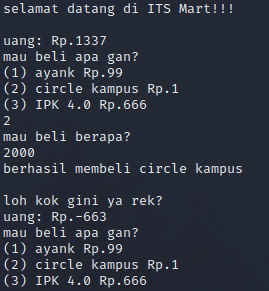 selamat datang di ITS Mart!!!
uang: Rp.1337
mau beli apa gan?
(1) ayank Rp.99
(2) circle kampus Rp.1
(3) IPK 4.0 Rp.666
2
mau beli berapa?
2000
berhasil membeli circle kampus
loh kok gini ya rek?
uang: Rp.-663
mau beli apa gan?
(1) ayank Rp.99
(2) circle kampus Rp.1
(3) IPK 4.0 Rp.666